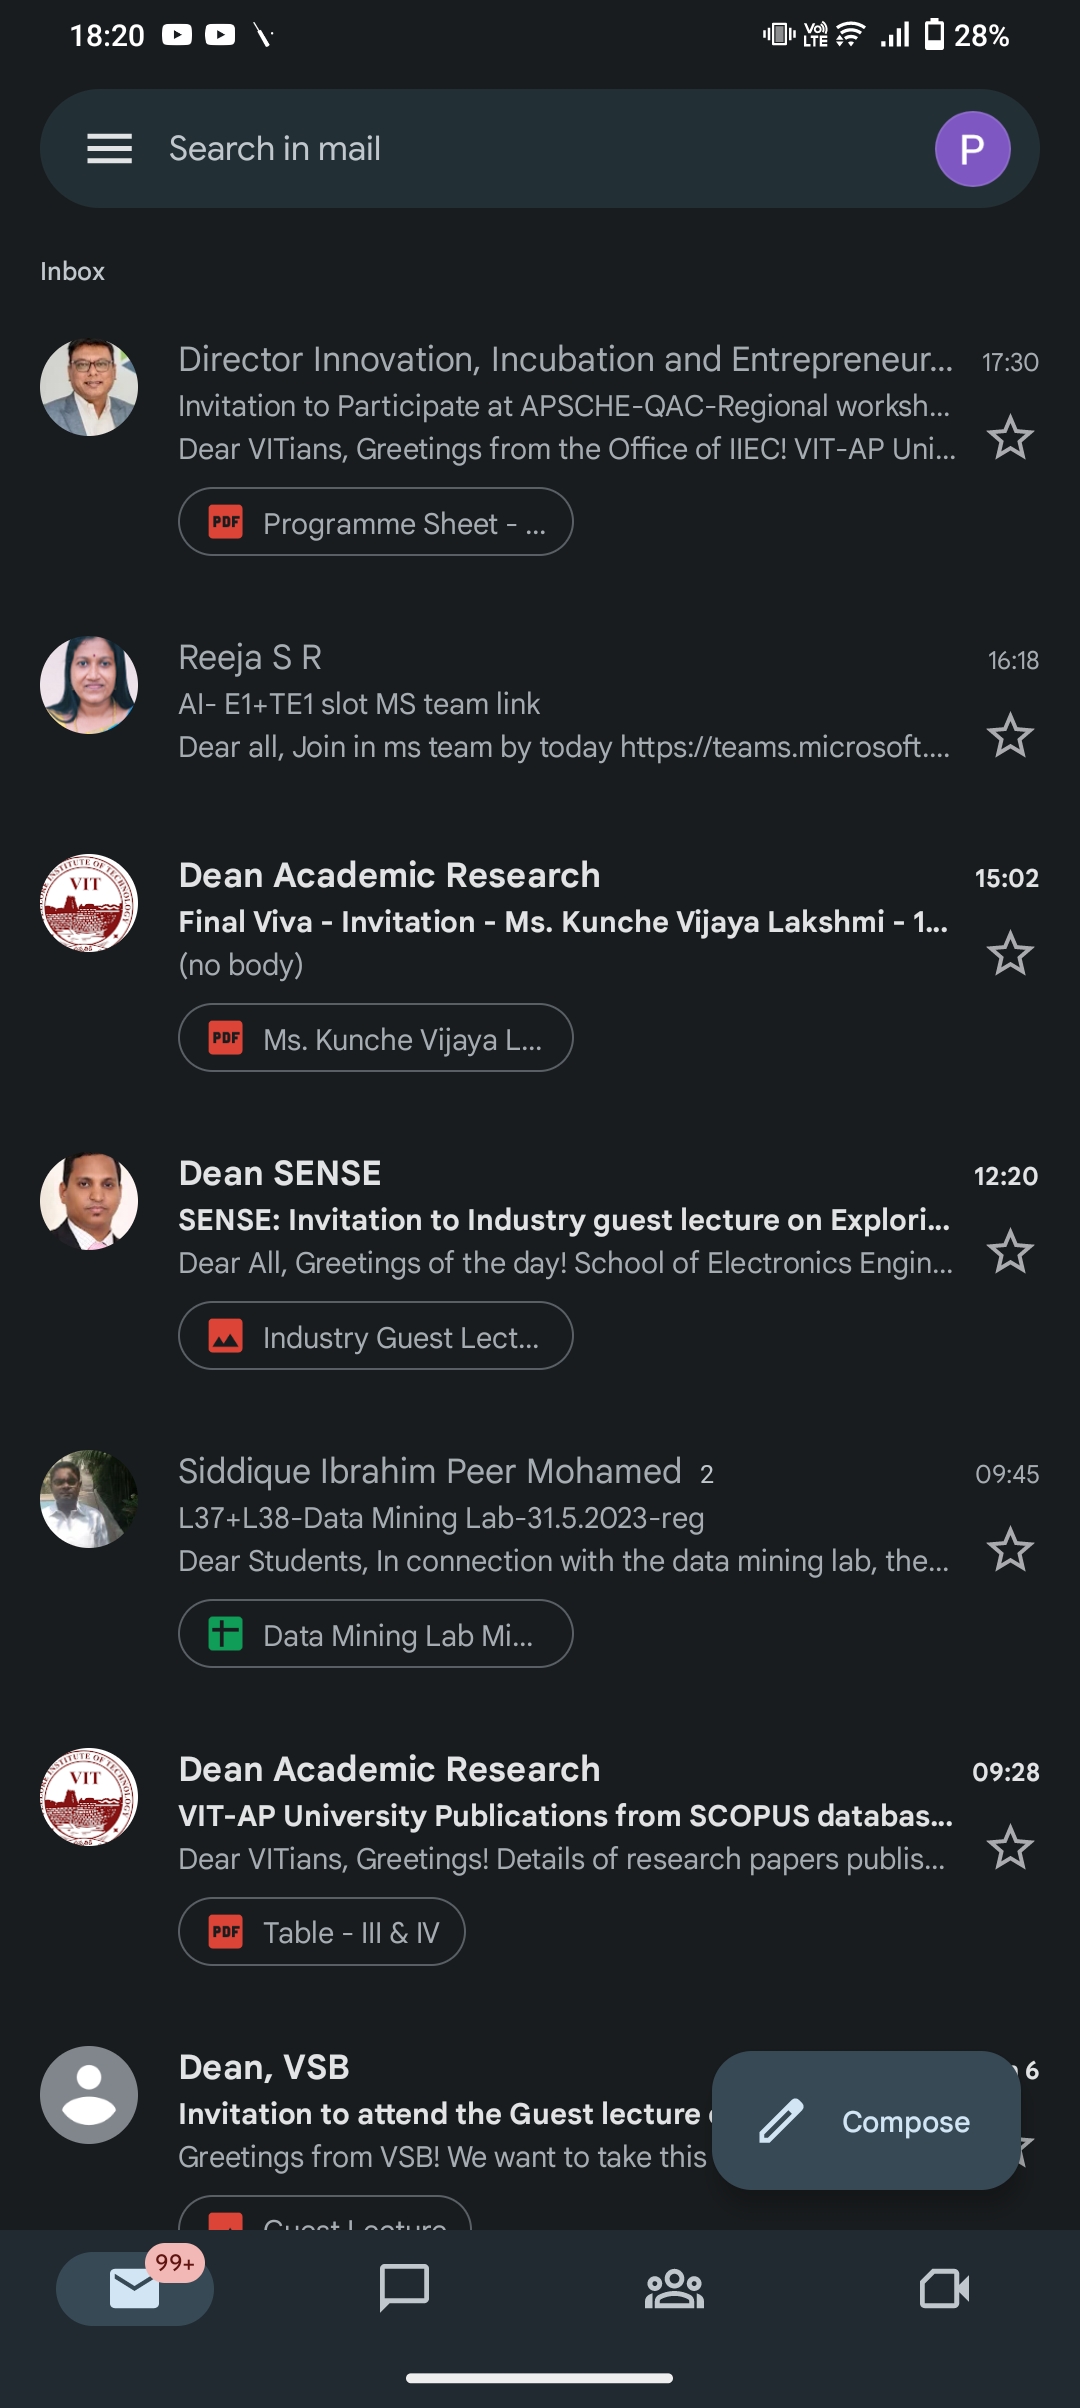 18:20
Vo)) LTE 28%
Search in mail
P
Inbox
Director Innovation, Incubation and Entrepreneur... 17:30
Invitation to Participate at APSCHE-QAC-Regional worksh...
Dear VITians, Greetings from the Office of IIEC! VIT-AP Uni...
PDF Programme Sheet - ...
Reeja S R 16:18
AI- E1+TE1 slot MS team link
Dear all, Join in ms team by today https://teams.microsoft....
VIT
Dean Academic Research 15:02
Final Viva - Invitation - Ms. Kunche Vijaya Lakshmi - 1...
(no body)
PDF Ms. Kunche Vijaya L...
Dean SENSE 12:20
SENSE: Invitation to Industry guest lecture on Explori...
Dear All, Greetings of the day! School of Electronics Engin...
Industry Guest Lect...
Siddique Ibrahim Peer Mohamed 2 09:45
L37+L38-Data Mining Lab-31.5.2023-reg
Dear Students, In connection with the data mining lab, the...
Data Mining Lab Mi...
VIT
Dean Academic Research 09:28
VIT-AP University Publications from SCOPUS databas...
Dear VITians, Greetings! Details of research papers publis...
PDF Table - III & IV
Dean, VSB 6
Invitation to attend the Guest lecture
Greetings from VSB! We want to take this
Compose
Guest Lecture
99+